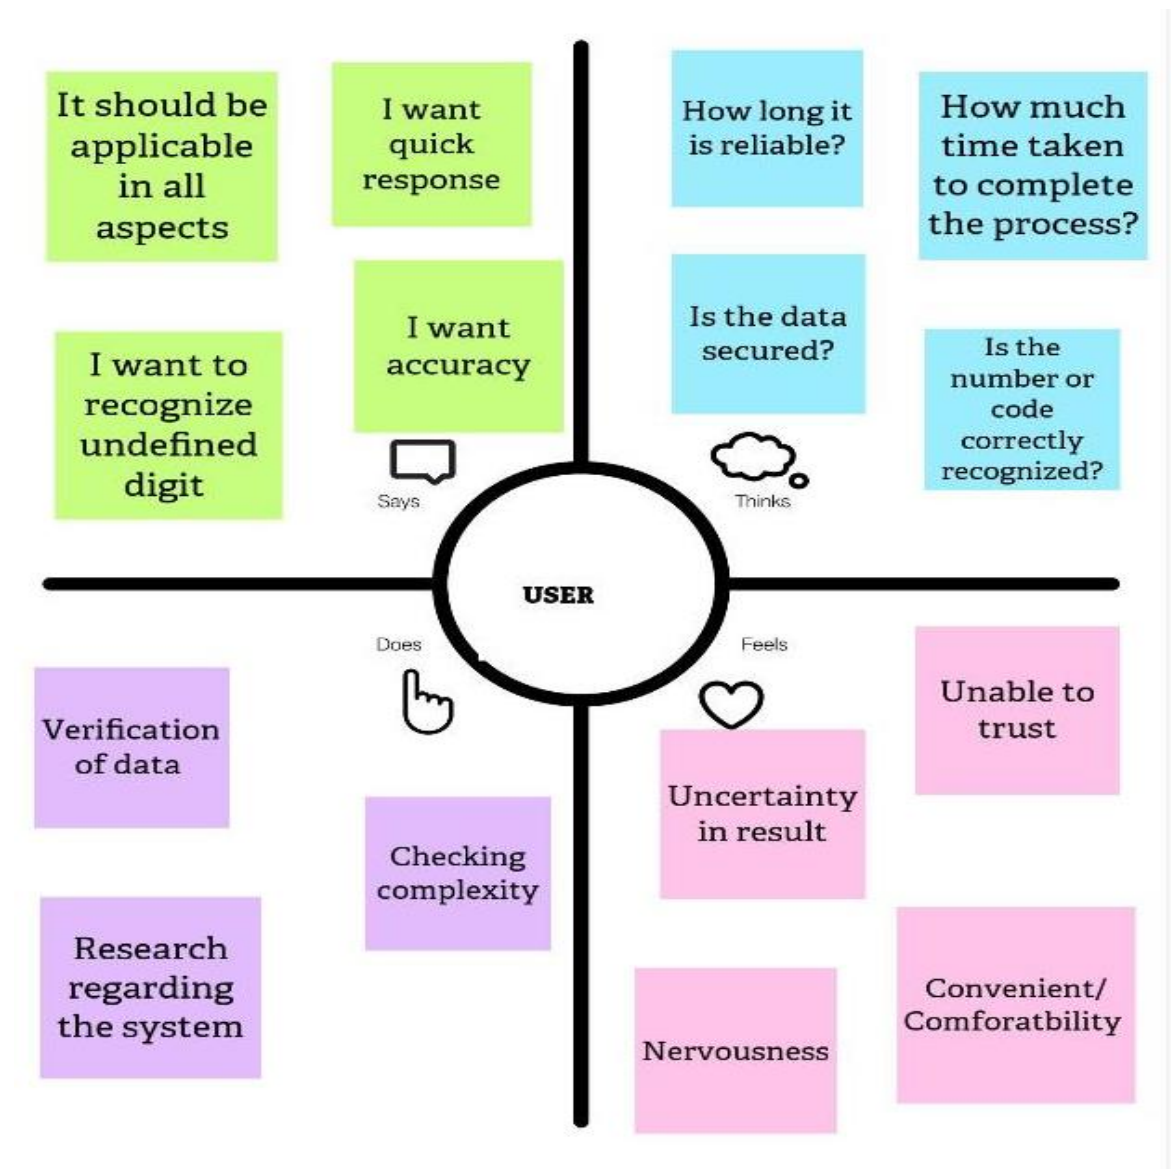 It should be
applicable
in all
aspects
I want
quick
response
I want to
recognize
undefined
digit
I want
accuracy
Says
How long it
is reliable?
How much
time taken
to complete
the process?
Is the data
secured?
Is the
number or
code
correctly
recognized?
Thinks
USER
Does
Verification
of data
Checking
complexity
Research
regarding
the system
Feels
Unable to
trust
Uncertainty
in result
Nervousness
Convenient/
Comforatbility